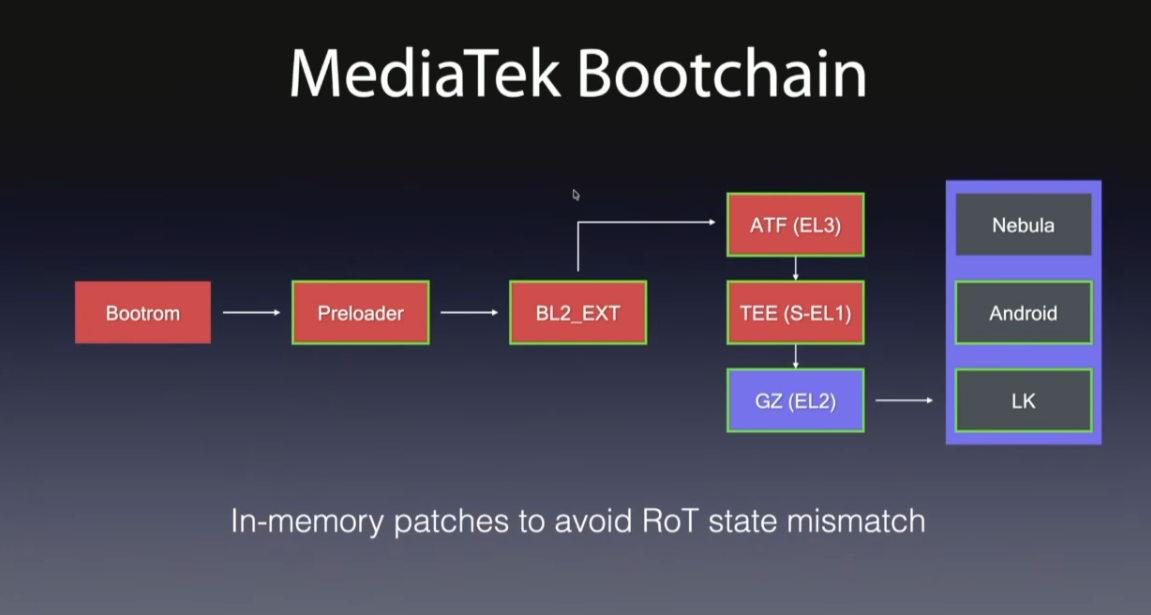 MediaTek Bootchain
Bootrom
Preloader
BL2_EXT
ATF (EL3)
TEE (S-EL1)
GZ (EL2)
Nebula
Android
LK
In-memory patches to avoid RoT state mismatch